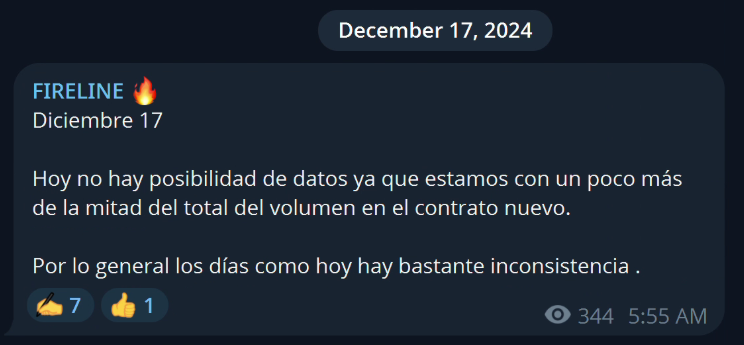 December 17, 2024
FIRELINE 🔥
Diciembre 17
Hoy no hay posibilidad de datos ya que estamos con un poco más
de la mitad del total del volumen en el contrato nuevo.
Por lo general los días como hoy hay bastante inconsistencia .
✍️ 7 👍 1
344 5:55 AM